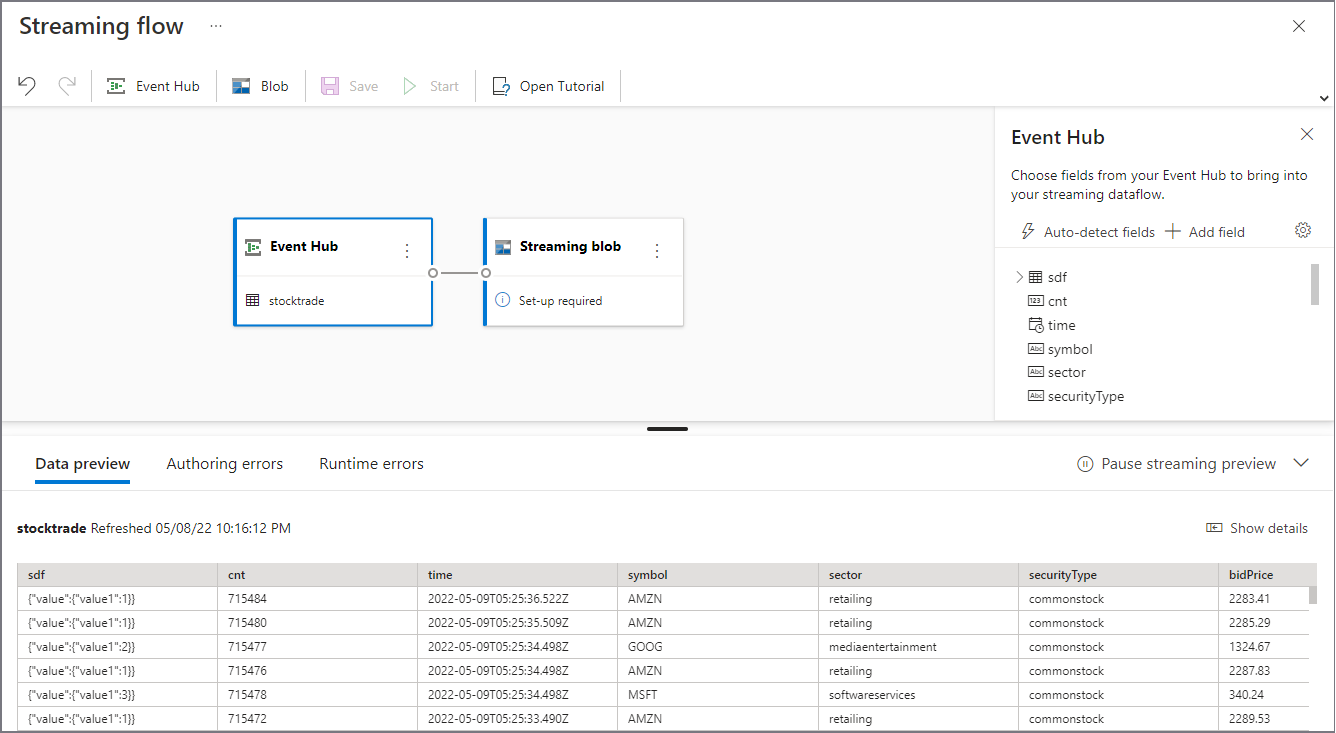 Streaming flow ...
Event Hub Blob Save Start Open Tutorial
Event Hub
Choose fields from your Event Hub to bring into
your streaming dataflow.
Auto-detect fields Add field
Event Hub
stocktrade
Streaming blob
Set-up required
sdf
123 cnt
time
Abc symbol
Abc sector
Abc securityType
Data preview Authoring errors Runtime errors Pause streaming preview
stocktrade Refreshed 05/08/22 10:16:12 PM Show details
sdf cnt time symbol sector securityType bidPrice
{"value":{"value1":1}} 715484 2022-05-09T05:25:36.522Z AMZN retailing commonstock 2283.41
{"value":{"value1":1}} 715480 2022-05-09T05:25:35.509Z AMZN retailing commonstock 2285.29
{"value":{"value1":2}} 715477 2022-05-09T05:25:34.498Z GOOG mediaentertainment commonstock 1324.67
{"value":{"value1":1}} 715476 2022-05-09T05:25:34.498Z AMZN retailing commonstock 2287.83
{"value":{"value1":3}} 715478 2022-05-09T05:25:34.498Z MSFT softwareservices commonstock 340.24
{"value":{"value1":1}} 715472 2022-05-09T05:25:33.490Z AMZN retailing commonstock 2289.53